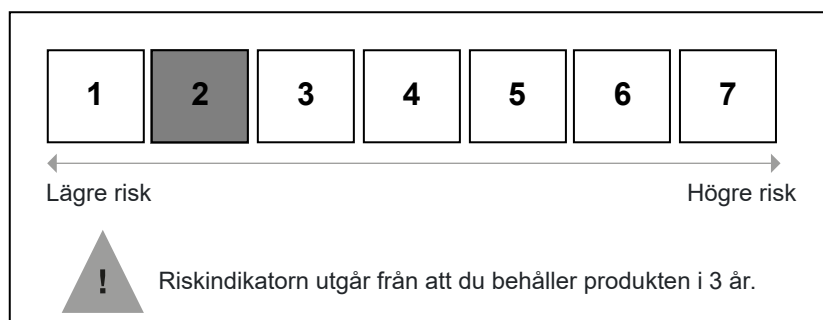 1 2 3 4 5 6 7
Lägre risk Högre risk
! Riskindikatorn utgår från att du behåller produkten i 3 år.